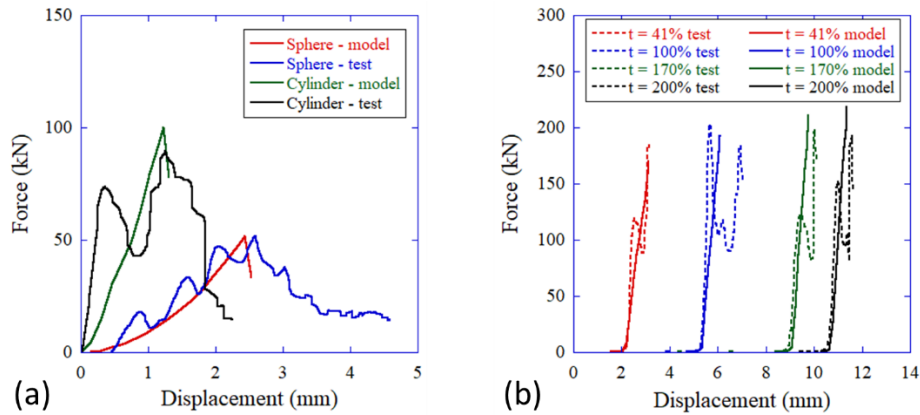 150
100
50
0
Force (kN)
Sphere - model
Sphere - test
Cylinder - model
Cylinder - test
0 1 2 3 4 5
Displacement (mm)
(a)
300
250
200
150
100
50
0
Force (kN)
t = 41% test t = 41% model
t = 100% test t = 100% model
t = 170% test t = 170% model
t = 200% test t = 200% model
0 2 4 6 8 10 12 14
Displacement (mm)
(b)